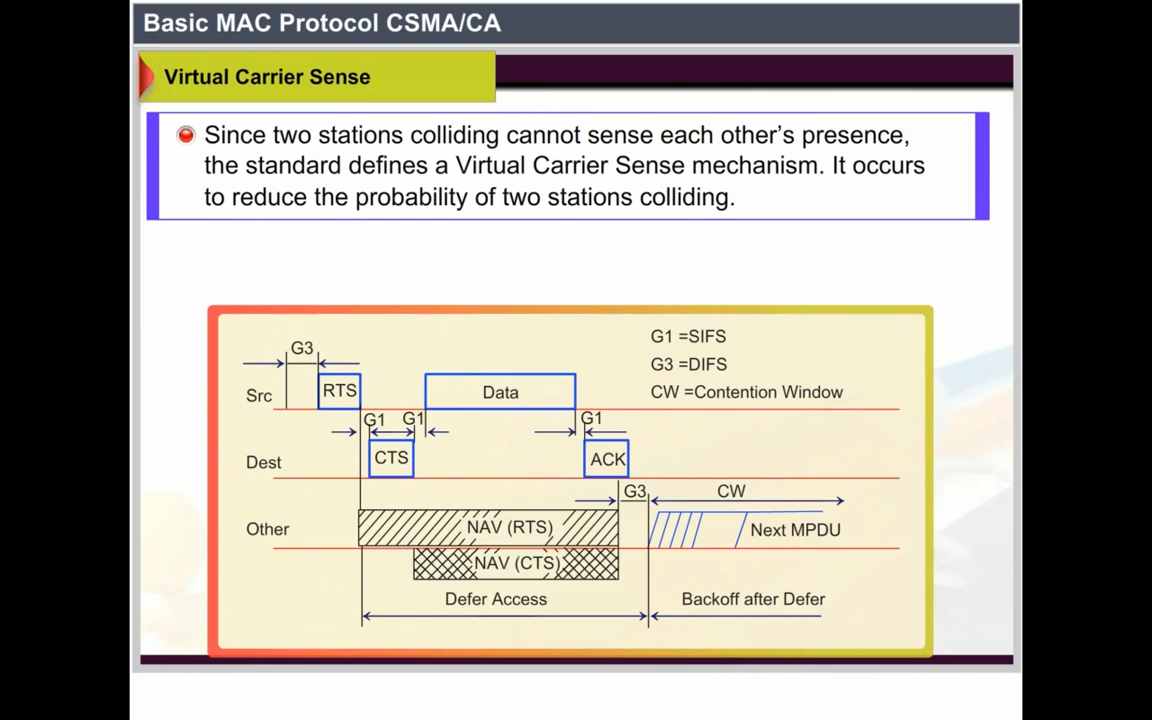 Basic MAC Protocol CSMA/CA
Virtual Carrier Sense
Since two stations colliding cannot sense each other's presence,
the standard defines a Virtual Carrier Sense mechanism. It occurs
to reduce the probability of two stations colliding.
G1 =SIFS
G3 =DIFS
CW =Contention Window
G3
Src
RTS
Data
G1
G1
G1
Dest
CTS
ACK
G3
CW
Other
NAV (RTS)
Next MPDU
NAV (CTS)
Defer Access
Backoff after Defer